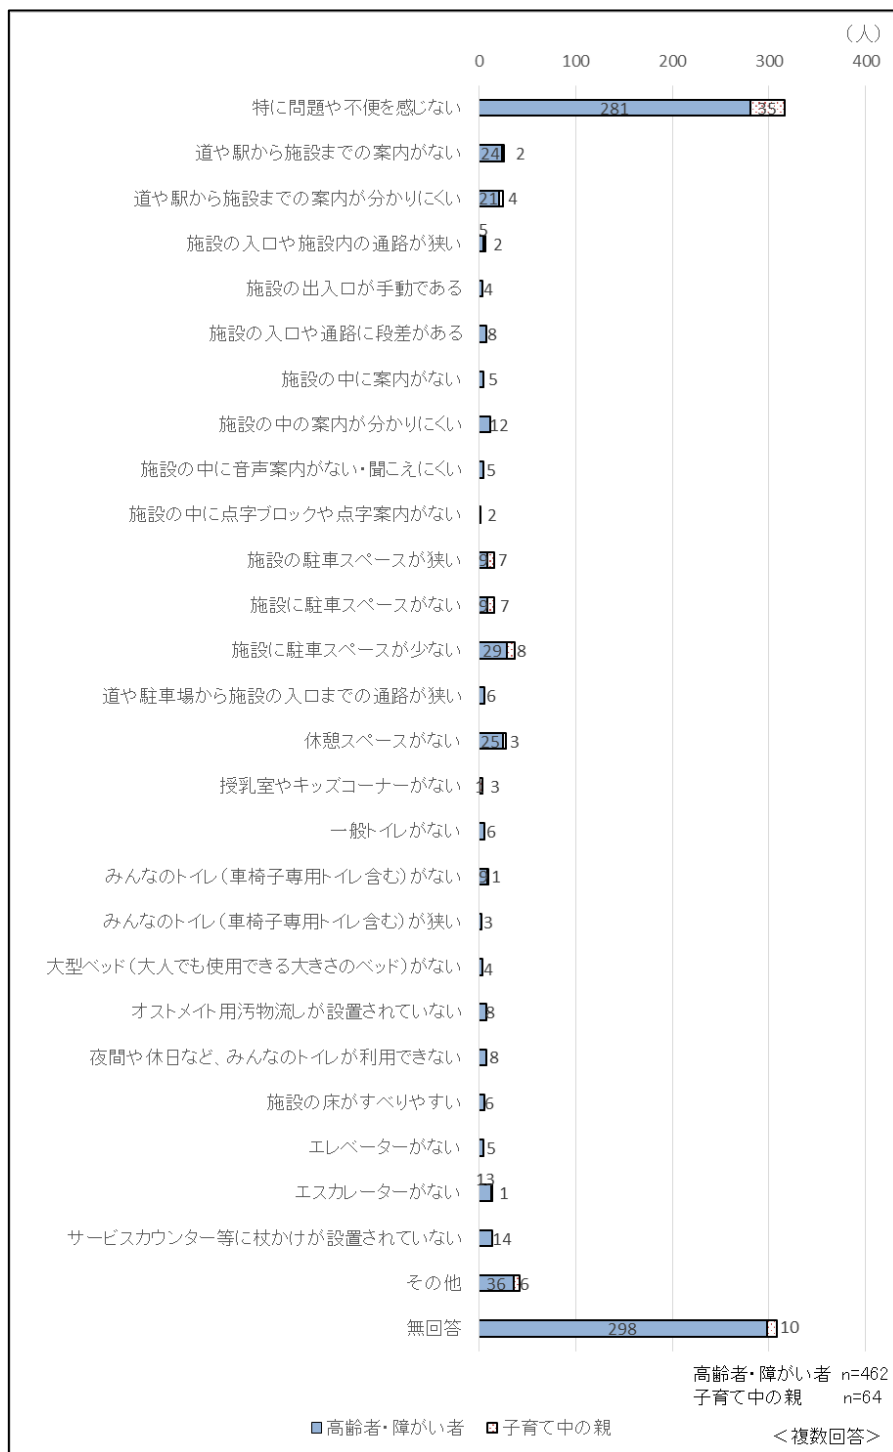 （人）
0 100 200 300 400
特に問題や不便を感じない 281 35
道や駅から施設までの案内がない 24 2
道や駅から施設までの案内が分かりにくい 21 4
施設の入口や施設内の通路が狭い 5 2
施設の出入口が手動である 4
施設の入口や通路に段差がある 8
施設の中に案内がない 5
施設の中の案内が分かりにくい 12
施設の中に音声案内がない・聞こえにくい 5
施設の中に点字ブロックや点字案内がない 2
施設の駐車スペースが狭い 9 7
施設に駐車スペースがない 9 7
施設に駐車スペースが少ない 29 8
道や駐車場から施設の入口までの通路が狭い 6
休憩スペースがない 25 3
授乳室やキッズコーナーがない 1 3
一般トイレがない 6
みんなのトイレ（車椅子専用トイレ含む）がない 9 1
みんなのトイレ（車椅子専用トイレ含む）が狭い 3
大型ベッド（大人でも使用できる大きさのベッド）がない 4
オストメイト用汚物流しが設置されていない 8
夜間や休日など、みんなのトイレが利用できない 8
施設の床がすべりやすい 6
エレベーターがない 5
エスカレーターがない 13 1
サービスカウンター等に杖かけが設置されていない 14
その他 36 6
無回答 298 10
高齢者・障がい者 n=462
子育て中の親 n=64
高齢者・障がい者 子育て中の親
＜複数回答＞